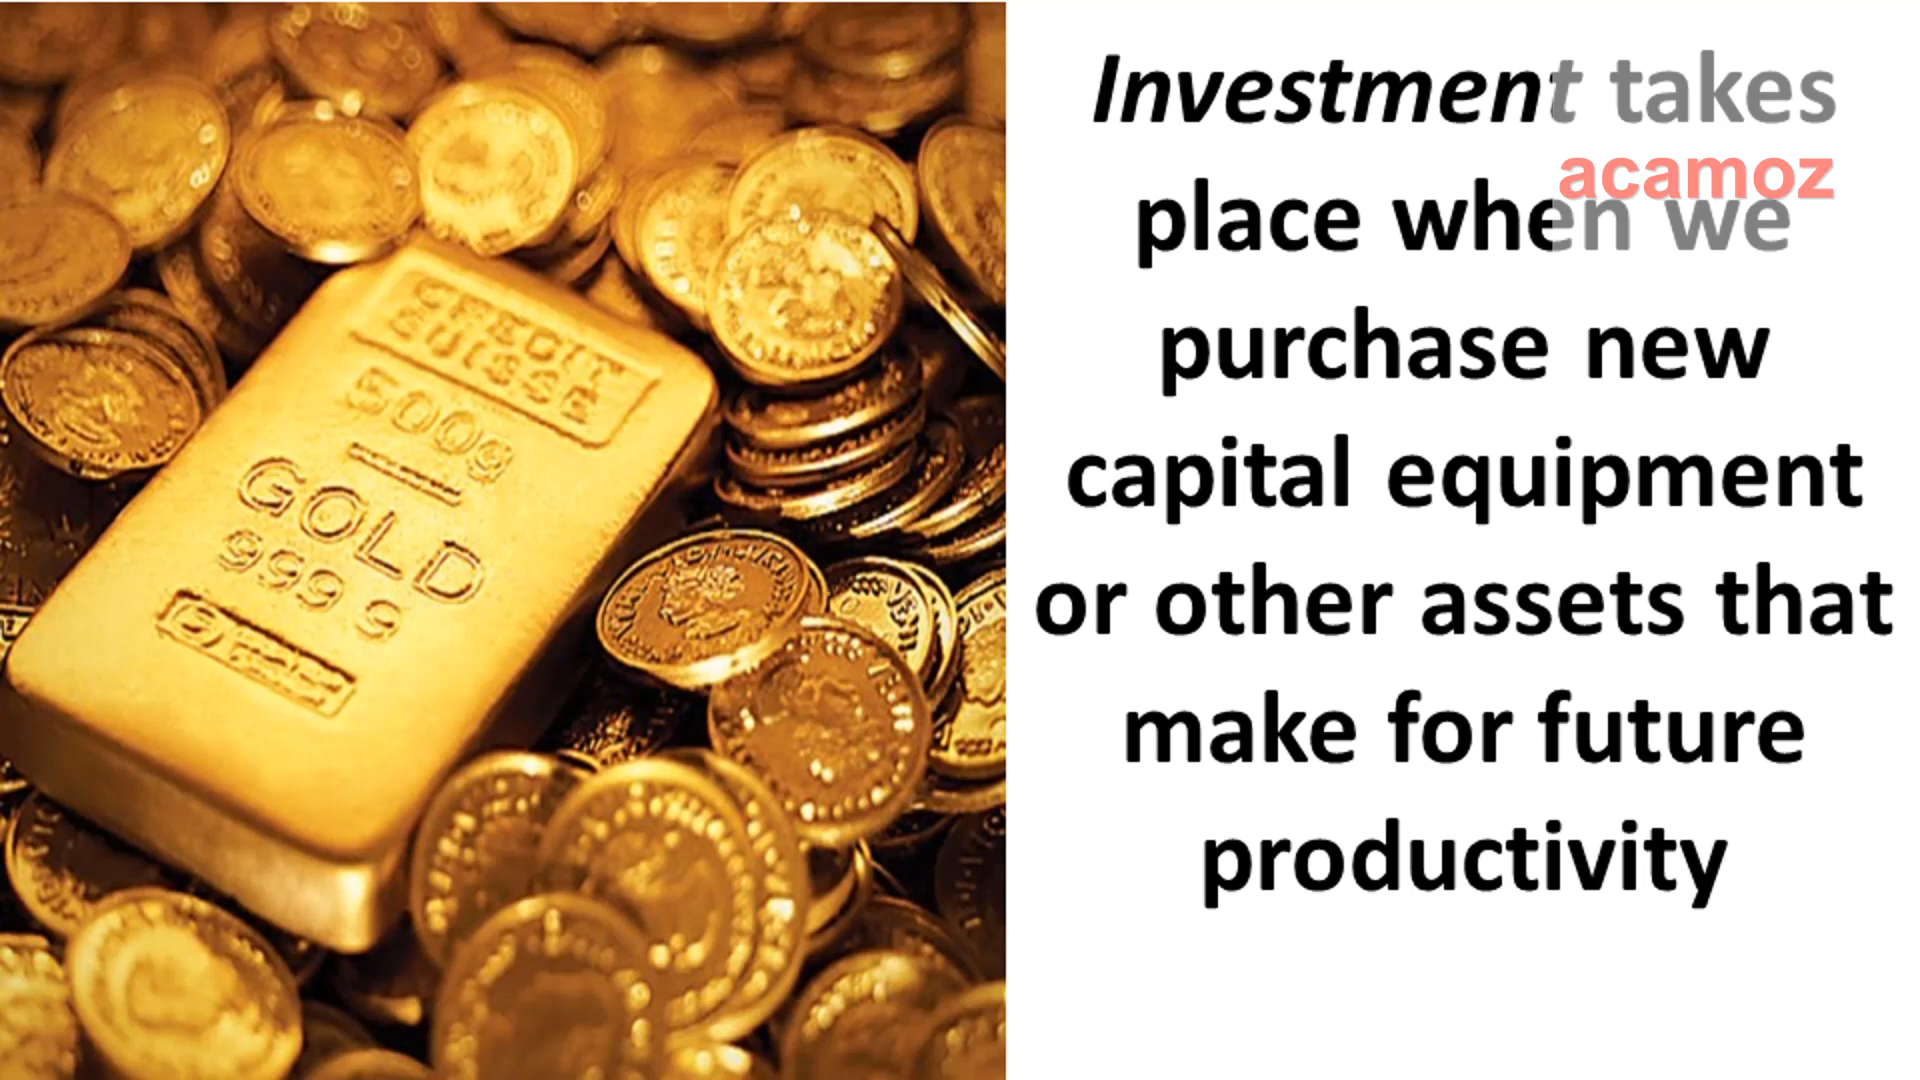 CREDIT
SUISSE
500g
GOLD
999 9
Investment takes
acamoz
place when we
purchase new
capital equipment
or other assets that
make for future
productivity